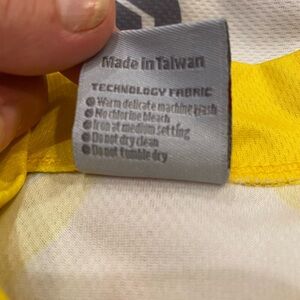 Made in Taiwan
TECHNOLOGY FABRIC
Warm delicate machine wash
No chlorine bleach
Iron at medium setting
Do not dry clean
Do not tumble dry